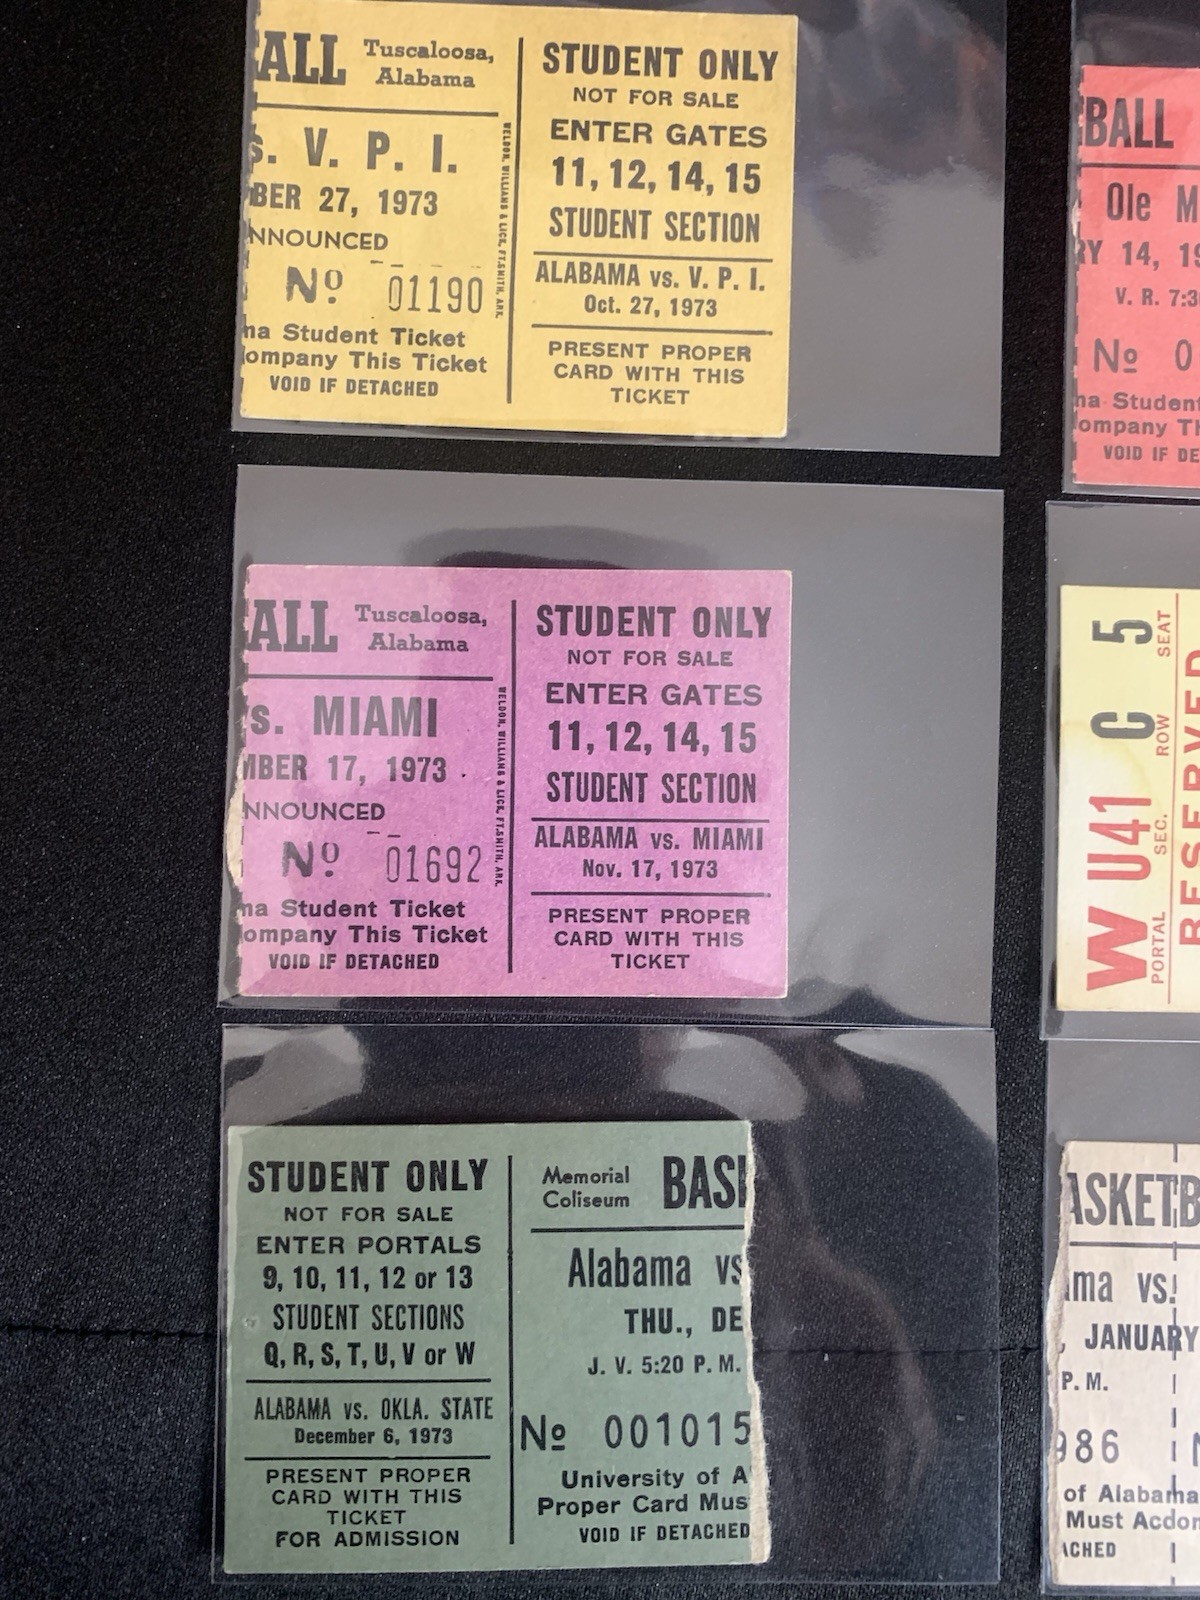 ALL Tuscaloosa,
Alabama
s. V. P. I.
BER 27, 1973
NNOUNCED
No 01190
ma Student Ticket
ompany This Ticket
VOID IF DETACHED
WELDON, WILLIAMS & LICK, FT.SMITH, ARK.
STUDENT ONLY
NOT FOR SALE
ENTER GATES
11, 12, 14, 15
STUDENT SECTION
ALABAMA vs. V. P. I.
Oct. 27, 1973
PRESENT PROPER
CARD WITH THIS
TICKET
ALL Tuscaloosa,
Alabama
s. MIAMI
MBER 17, 1973
NNOUNCED
No 01692
ma Student Ticket
ompany This Ticket
VOID IF DETACHED
WELDON, WILLIAMS & LICK, FT.SMITH, ARK.
STUDENT ONLY
NOT FOR SALE
ENTER GATES
11, 12, 14, 15
STUDENT SECTION
ALABAMA vs. MIAMI
Nov. 17, 1973
PRESENT PROPER
CARD WITH THIS
TICKET
STUDENT ONLY
NOT FOR SALE
ENTER PORTALS
9, 10, 11, 12 or 13
STUDENT SECTIONS
Q, R, S, T, U, V or W
ALABAMA vs. OKLA. STATE
December 6, 1973
PRESENT PROPER
CARD WITH THIS
TICKET
FOR ADMISSION
Memorial
Coliseum BASK
Alabama vs
THU., DE
J. V. 5:20 P. M.
No 001015
University of A
Proper Card Mus
VOID IF DETACHED
BALL
Ole M
RY 14, 19
V. R. 7:3
No 0
na Student
ompany Th
VOID IF DE
W U41 C 5
PORTAL SEC. ROW SEAT
RESERVED
ASKETB
ama vs.
, JANUARY
P. M.
986 N
of Alabama
Must Accom
ACHED